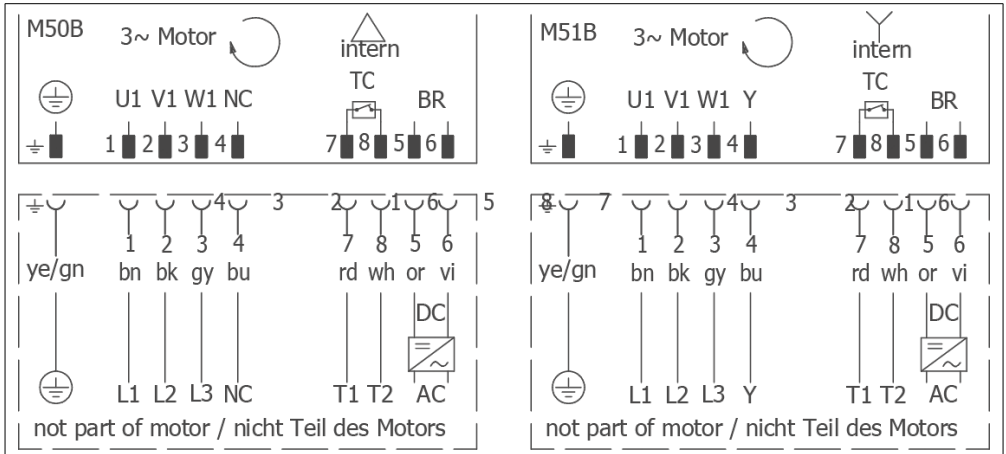 M50B
3~ Motor
intern
TC
U1 V1 W1 NC
BR
1 2 3 4 7 8 5 6
4 3 2 1 6 5
1 2 3 4 7 8 5 6
ye/gn bn bk gy bu rd wh or vi
DC
=
~
L1 L2 L3 NC T1 T2 AC
not part of motor / nicht Teil des Motors
M51B
3~ Motor
intern
TC
U1 V1 W1 Y
BR
1 2 3 4 7 8 5 6
8 7 4 3 2 1 6
1 2 3 4 7 8 5 6
ye/gn bn bk gy bu rd wh or vi
DC
=
~
L1 L2 L3 Y T1 T2 AC
not part of motor / nicht Teil des Motors